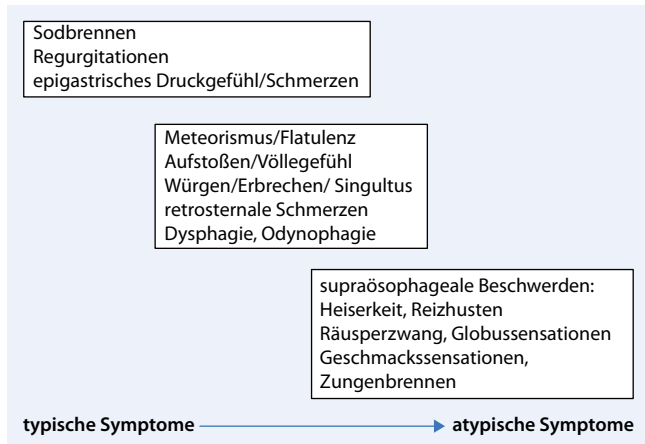 Sodbrennen
Regurgitationen
epigastrisches Druckgefühl/Schmerzen
Meteorismus/Flatulenz
Aufstoßen/Völlegefühl
Würgen/Erbrechen/ Singultus
retrosternale Schmerzen
Dysphagie, Odynophagie
supraösophageale Beschwerden:
Heiserkeit, Reizhusten
Räusperzwang, Globussensationen
Geschmackssensationen,
Zungenbrennen
typische Symptome
atypische Symptome